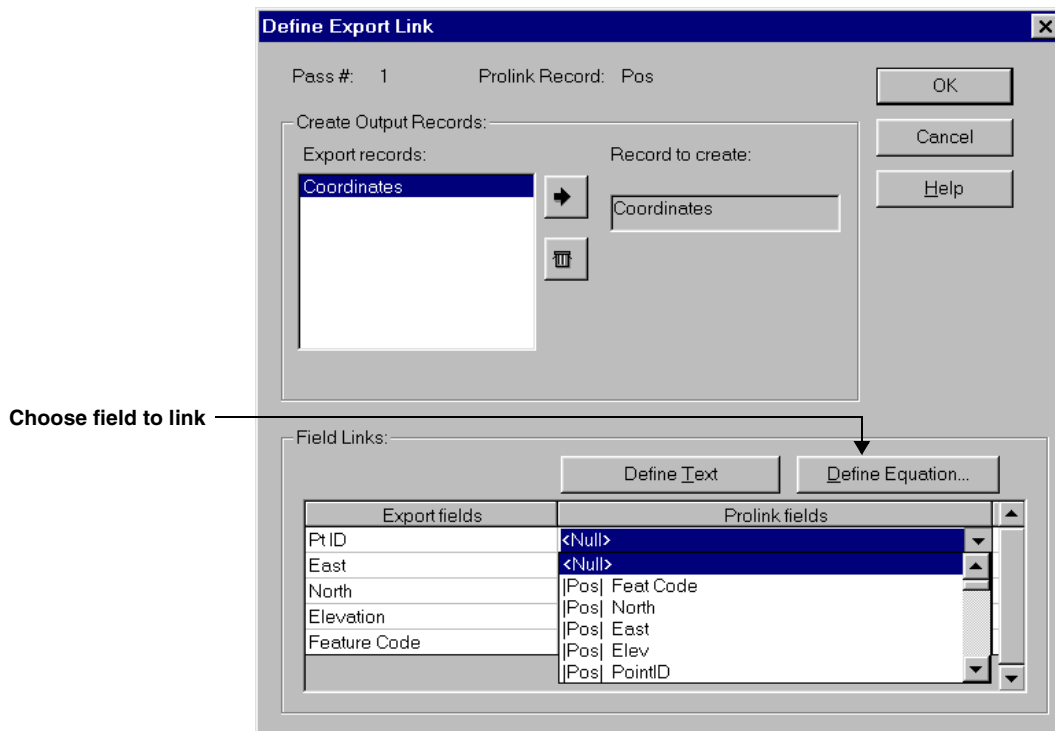 Define Export Link
Pass #: 1 Prolink Record: Pos
OK
Create Output Records:
Cancel
Export records: Record to create:
Help
Coordinates
Coordinates
Choose field to link
Field Links:
Define Text Define Equation...
Export fields Prolink fields
Pt ID <Null>
East <Null>
North |Pos| Feat Code
|Pos| North
Elevation |Pos| East
Feature Code |Pos| Elev
|Pos| PointID